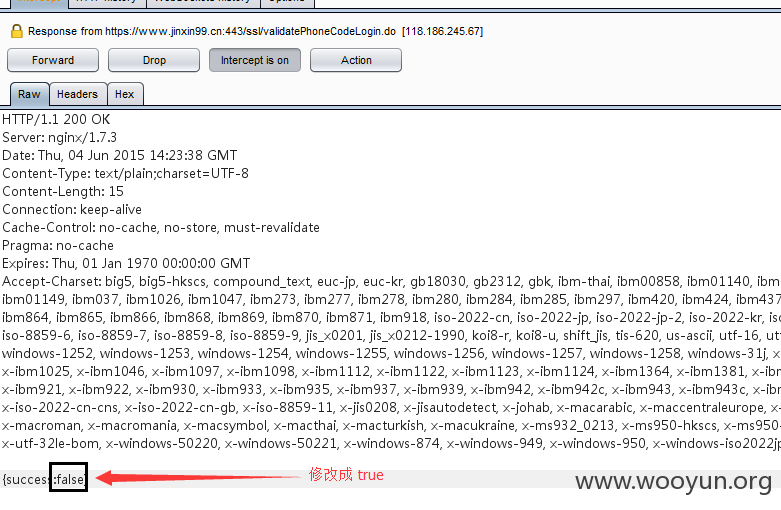 Response from https://www.jinxin99.cn:443/ssl/validatePhoneCodeLogin.do [118.186.245.67]
Forward Drop Intercept is on Action
Raw Headers Hex
HTTP/1.1 200 OK
Server: nginx/1.7.3
Date: Thu, 04 Jun 2015 14:23:38 GMT
Content-Type: text/plain;charset=UTF-8
Content-Length: 15
Connection: keep-alive
Cache-Control: no-cache, no-store, must-revalidate
Pragma: no-cache
Expires: Thu, 01 Jan 1970 00:00:00 GMT
Accept-Charset: big5, big5-hkscs, compound_text, euc-jp, euc-kr, gb18030, gb2312, gbk, ibm-thai, ibm00858, ibm01140, ibm
ibm01149, ibm037, ibm1026, ibm1047, ibm273, ibm277, ibm278, ibm280, ibm284, ibm285, ibm297, ibm420, ibm424, ibm437
ibm864, ibm865, ibm866, ibm868, ibm869, ibm870, ibm871, ibm918, iso-2022-cn, iso-2022-jp, iso-2022-jp-2, iso-2022-kr, iso
iso-8859-6, iso-8859-7, iso-8859-8, iso-8859-9, jis_x0201, jis_x0212-1990, koi8-r, koi8-u, shift_jis, tis-620, us-ascii, utf-16, ut
windows-1252, windows-1253, windows-1254, windows-1255, windows-1256, windows-1257, windows-1258, windows-31j, x
x-ibm1025, x-ibm1046, x-ibm1097, x-ibm1098, x-ibm1112, x-ibm1122, x-ibm1123, x-ibm1124, x-ibm1364, x-ibm1381, x-ibm
x-ibm921, x-ibm922, x-ibm930, x-ibm933, x-ibm935, x-ibm937, x-ibm939, x-ibm942, x-ibm942c, x-ibm943, x-ibm943c, x-ibm
x-iso-2022-cn-cns, x-iso-2022-cn-gb, x-iso-8859-11, x-jis0208, x-jisautodetect, x-johab, x-macarabic, x-maccentraleurope, x-
x-macroman, x-macromania, x-macsymbol, x-macthai, x-macturkish, x-macukraine, x-ms932_0213, x-ms950-hkscs, x-ms950-
x-utf-32le-bom, x-windows-50220, x-windows-50221, x-windows-874, x-windows-949, x-windows-950, x-windows-iso2022jp
{success:false} 修改成 true
www.wooyun.org